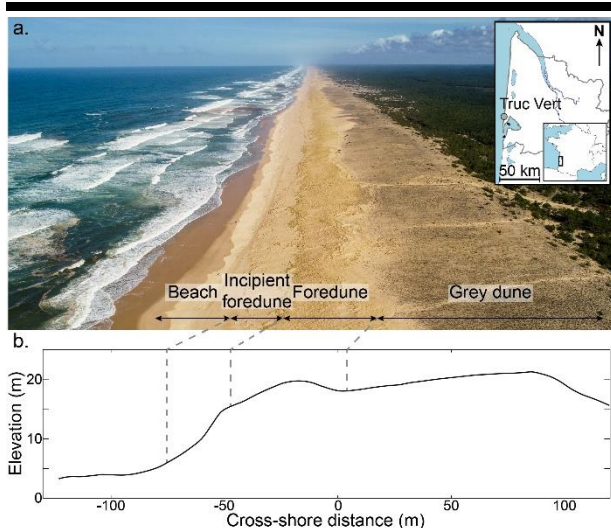 a.
N
Truc Vert
50 km
Incipient
Beach foredune Foredune Grey dune
b.
20
10
0
Elevation (m)
-100 -50 0 50 100
Cross-shore distance (m)